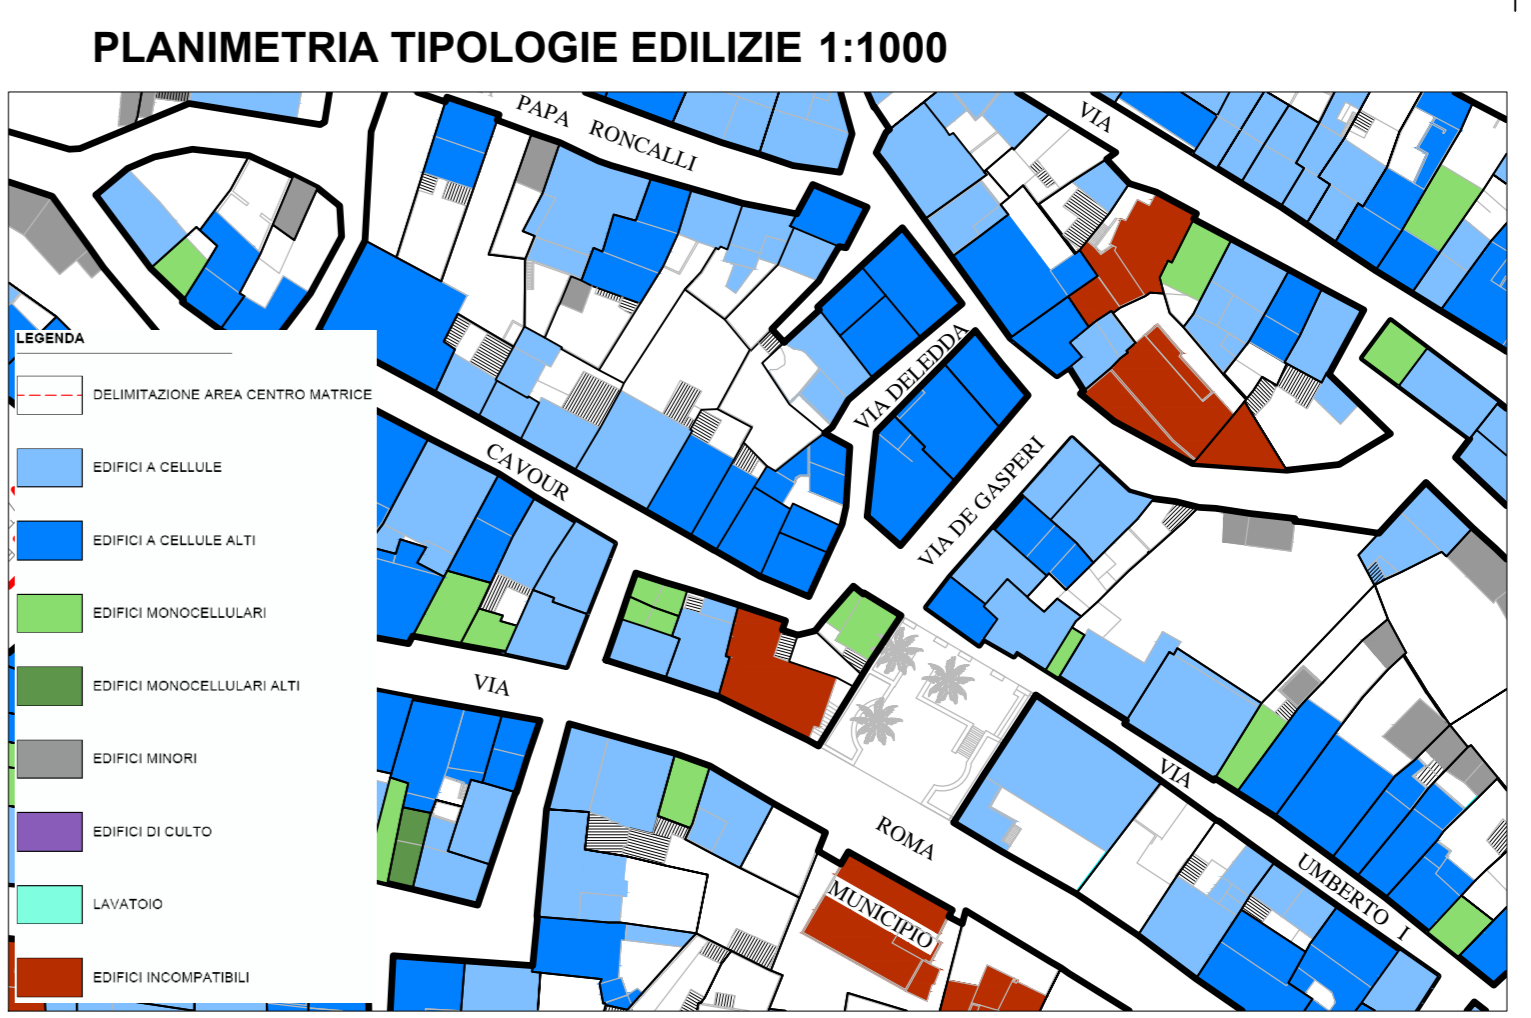 PLANIMETRIA TIPOLOGIE EDILIZIE 1:1000
PAPA RONCALLI
VIA
LEGENDA
DELIMITAZIONE AREA CENTRO MATRICE
EDIFICI A CELLULE
EDIFICI A CELLULE ALTI
EDIFICI MONOCELLULARI
EDIFICI MONOCELLULARI ALTI
EDIFICI MINORI
EDIFICI DI CULTO
LAVATOIO
EDIFICI INCOMPATIBILI
VIA DELEDDA
CAVOUR
VIA DE GASPERI
VIA
VIA
ROMA
UMBERTO I
MUNICIPIO